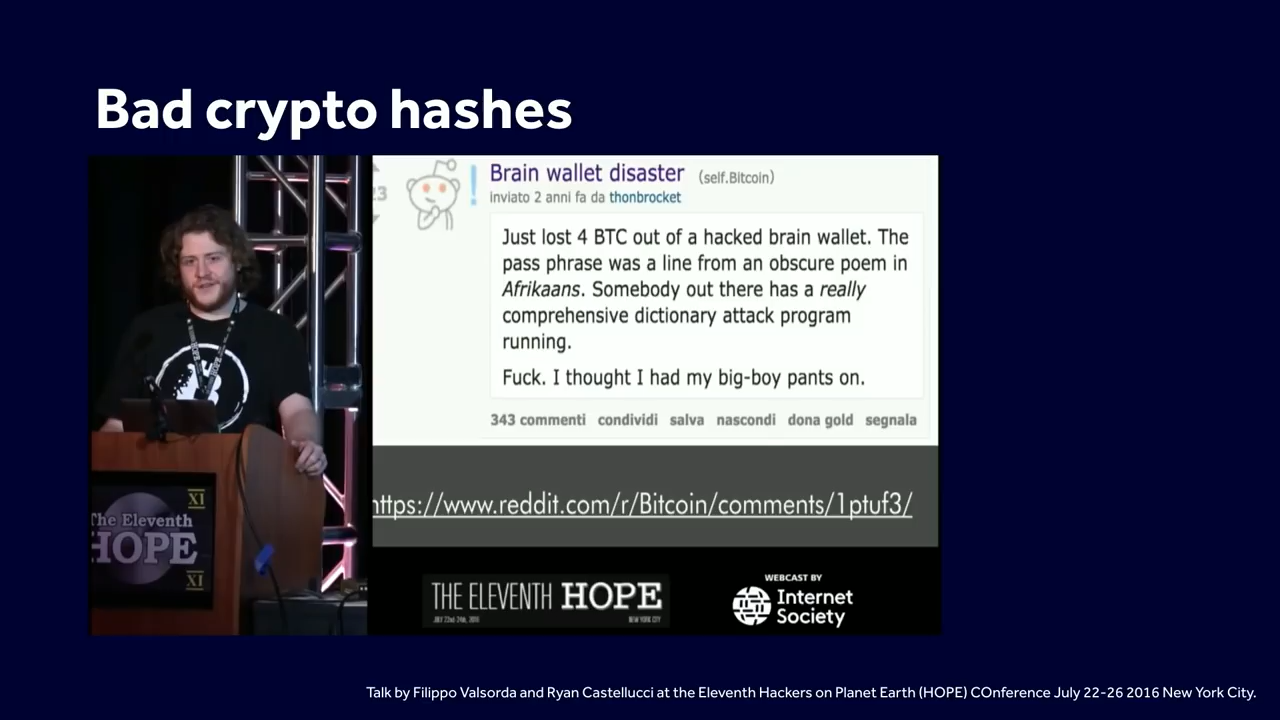 Bad crypto hashes
Brain wallet disaster (self.Bitcoin)
23
inviato 2 anni fa da thonbrocket
Just lost 4 BTC out of a hacked brain wallet. The
pass phrase was a line from an obscure poem in
Afrikaans. Somebody out there has a really
comprehensive dictionary attack program
running.
Fuck. I thought I had my big-boy pants on.
343 commenti condividi salva nascondi dona gold segnala
https://www.reddit.com/r/Bitcoin/comments/1ptuf3/
HOPE
XI
The Eleventh
HOPE
XI
THE ELEVENTH HOPE
JULY 22nd-24th, 2016 NEW YORK CITY
WEBCAST BY
Internet
Society
Talk by Filippo Valsorda and Ryan Castellucci at the Eleventh Hackers on Planet Earth (HOPE) COnference July 22-26 2016 New York City.